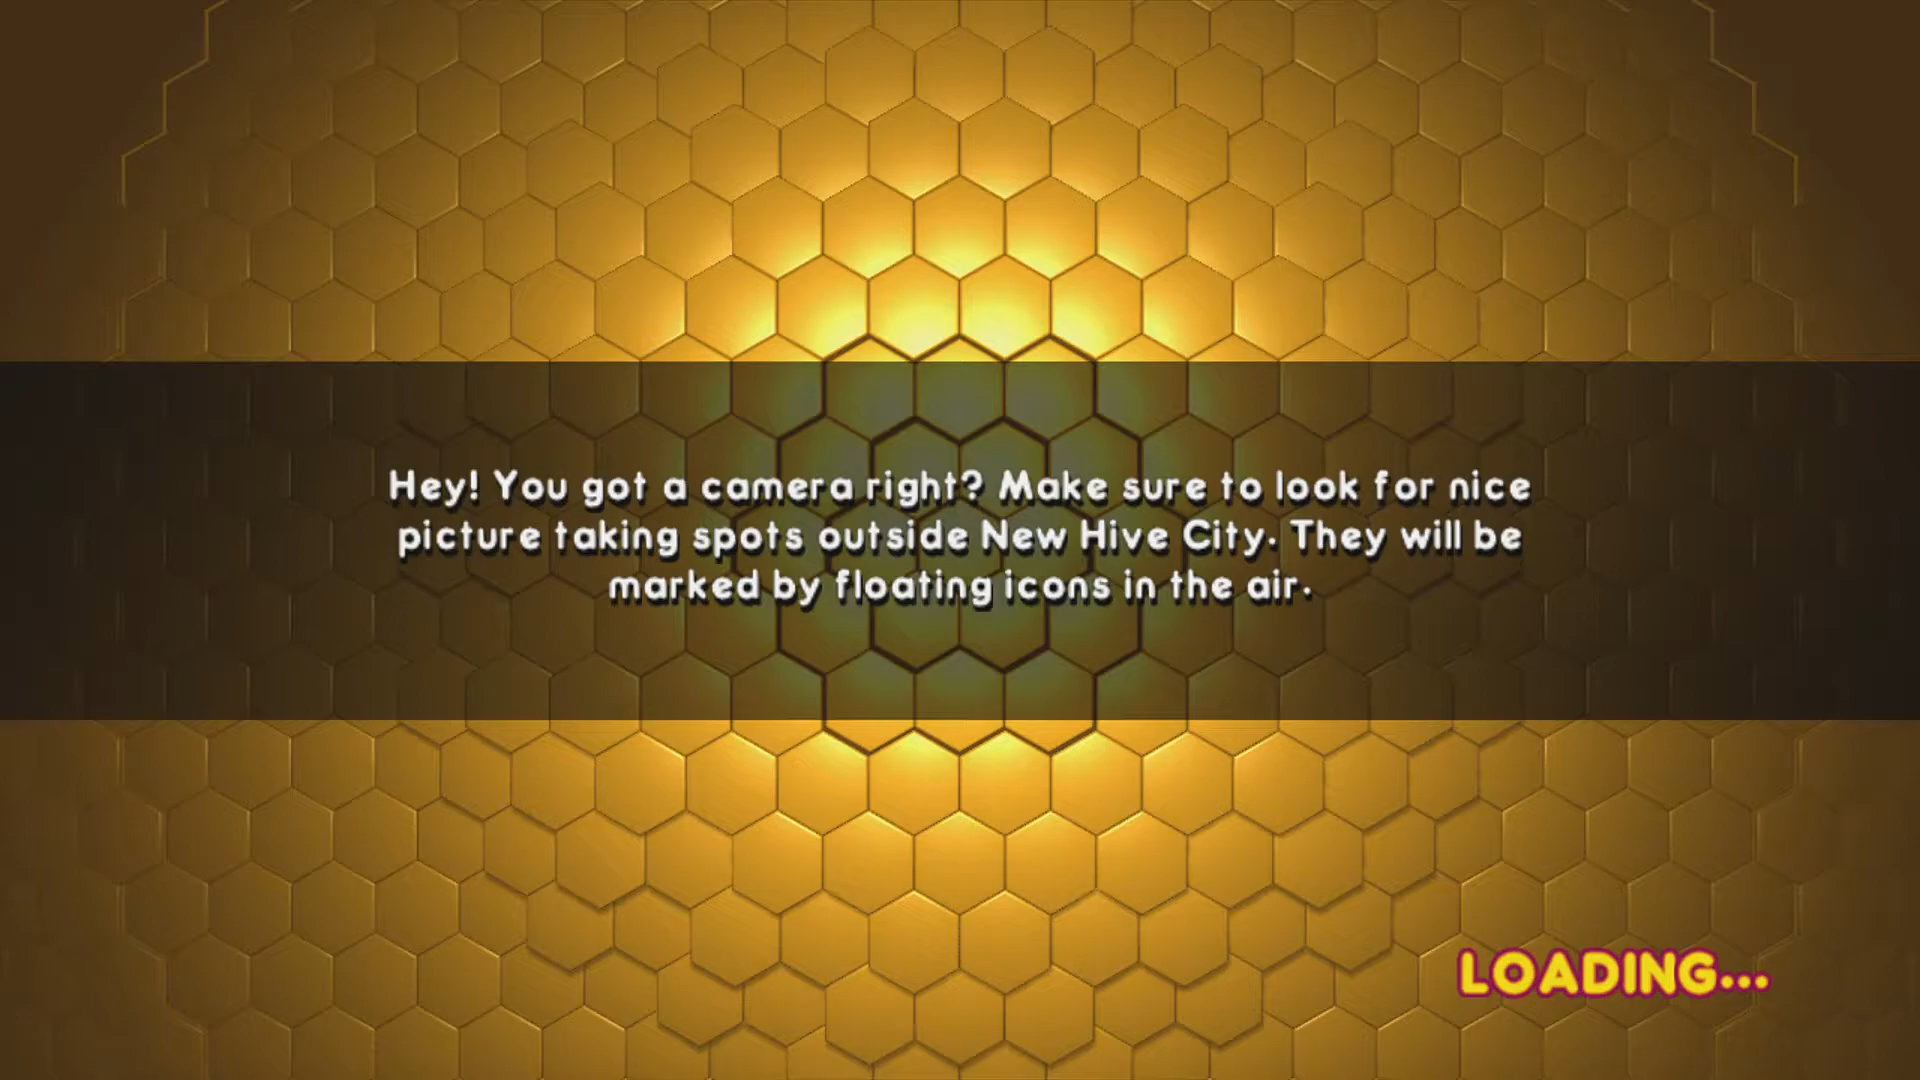 Hey! You got a camera right? Make sure to look for nice
picture taking spots outside New Hive City. They will be
marked by floating icons in the air.
LOADING...